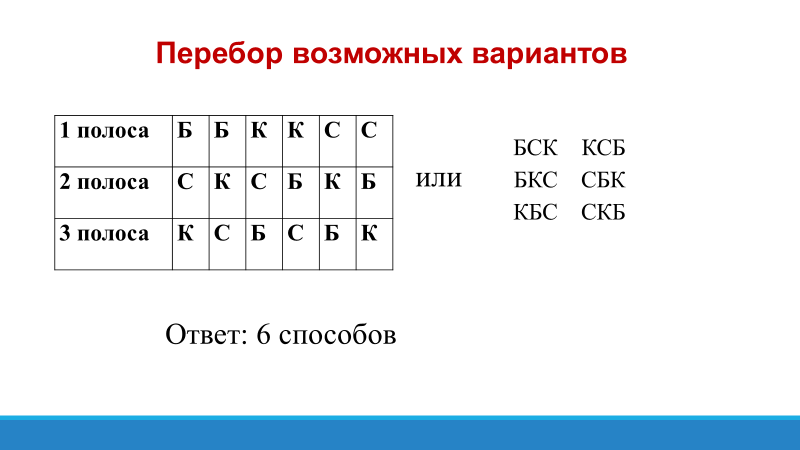 Перебор возможных вариантов
1 полоса Б Б К К С С
2 полоса С К С Б К Б
3 полоса К С Б С Б К
или
БСК КСБ
БКС СБК
КБС СКБ
Ответ: 6 способов